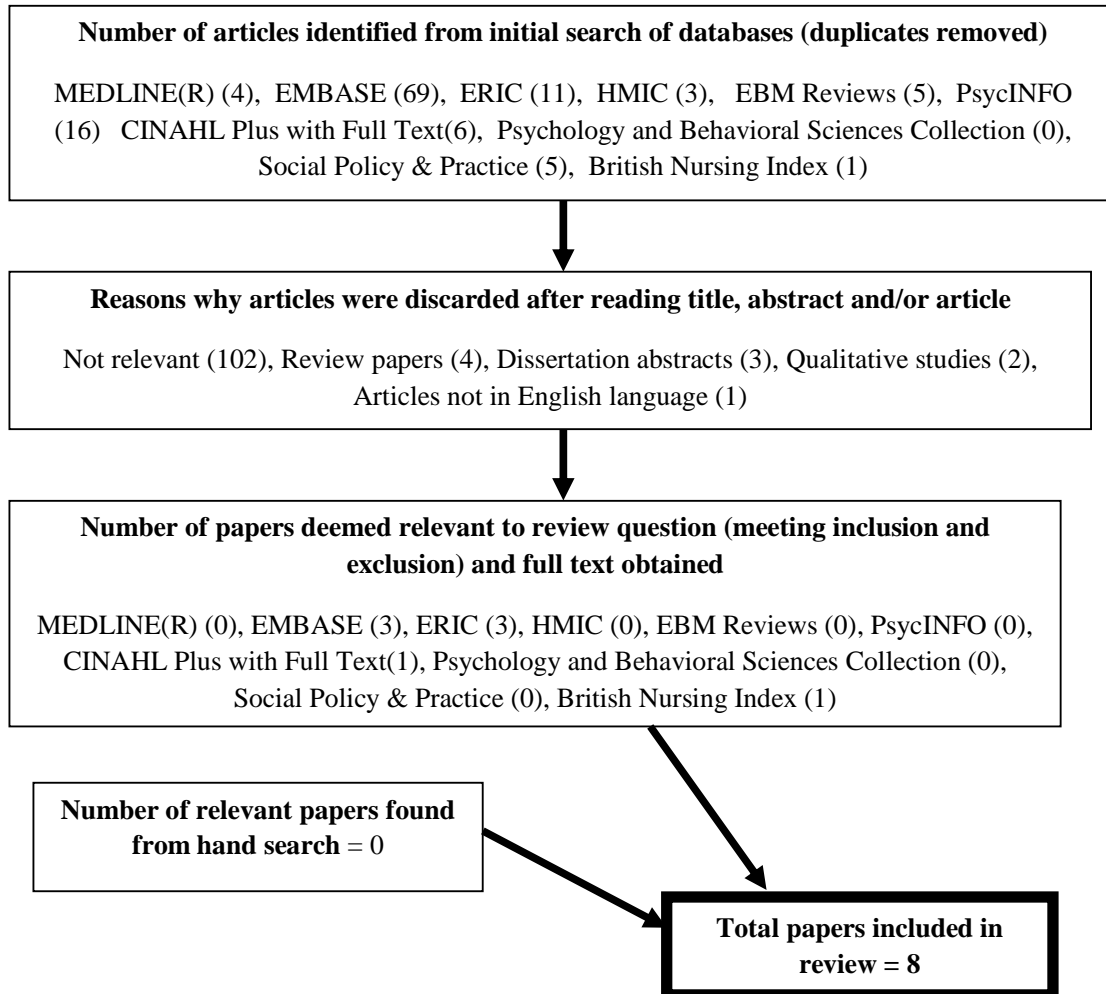 Number of articles identified from initial search of databases (duplicates removed)
MEDLINE(R) (4), EMBASE (69), ERIC (11), HMIC (3), EBM Reviews (5), PsycINFO
(16) CINAHL Plus with Full Text(6), Psychology and Behavioral Sciences Collection (0),
Social Policy & Practice (5), British Nursing Index (1)
Reasons why articles were discarded after reading title, abstract and/or article
Not relevant (102), Review papers (4), Dissertation abstracts (3), Qualitative studies (2),
Articles not in English language (1)
Number of papers deemed relevant to review question (meeting inclusion and
exclusion) and full text obtained
MEDLINE(R) (0), EMBASE (3), ERIC (3), HMIC (0), EBM Reviews (0), PsycINFO (0),
CINAHL Plus with Full Text(1), Psychology and Behavioral Sciences Collection (0),
Social Policy & Practice (0), British Nursing Index (1)
Number of relevant papers found
from hand search = 0
Total papers included in
review = 8